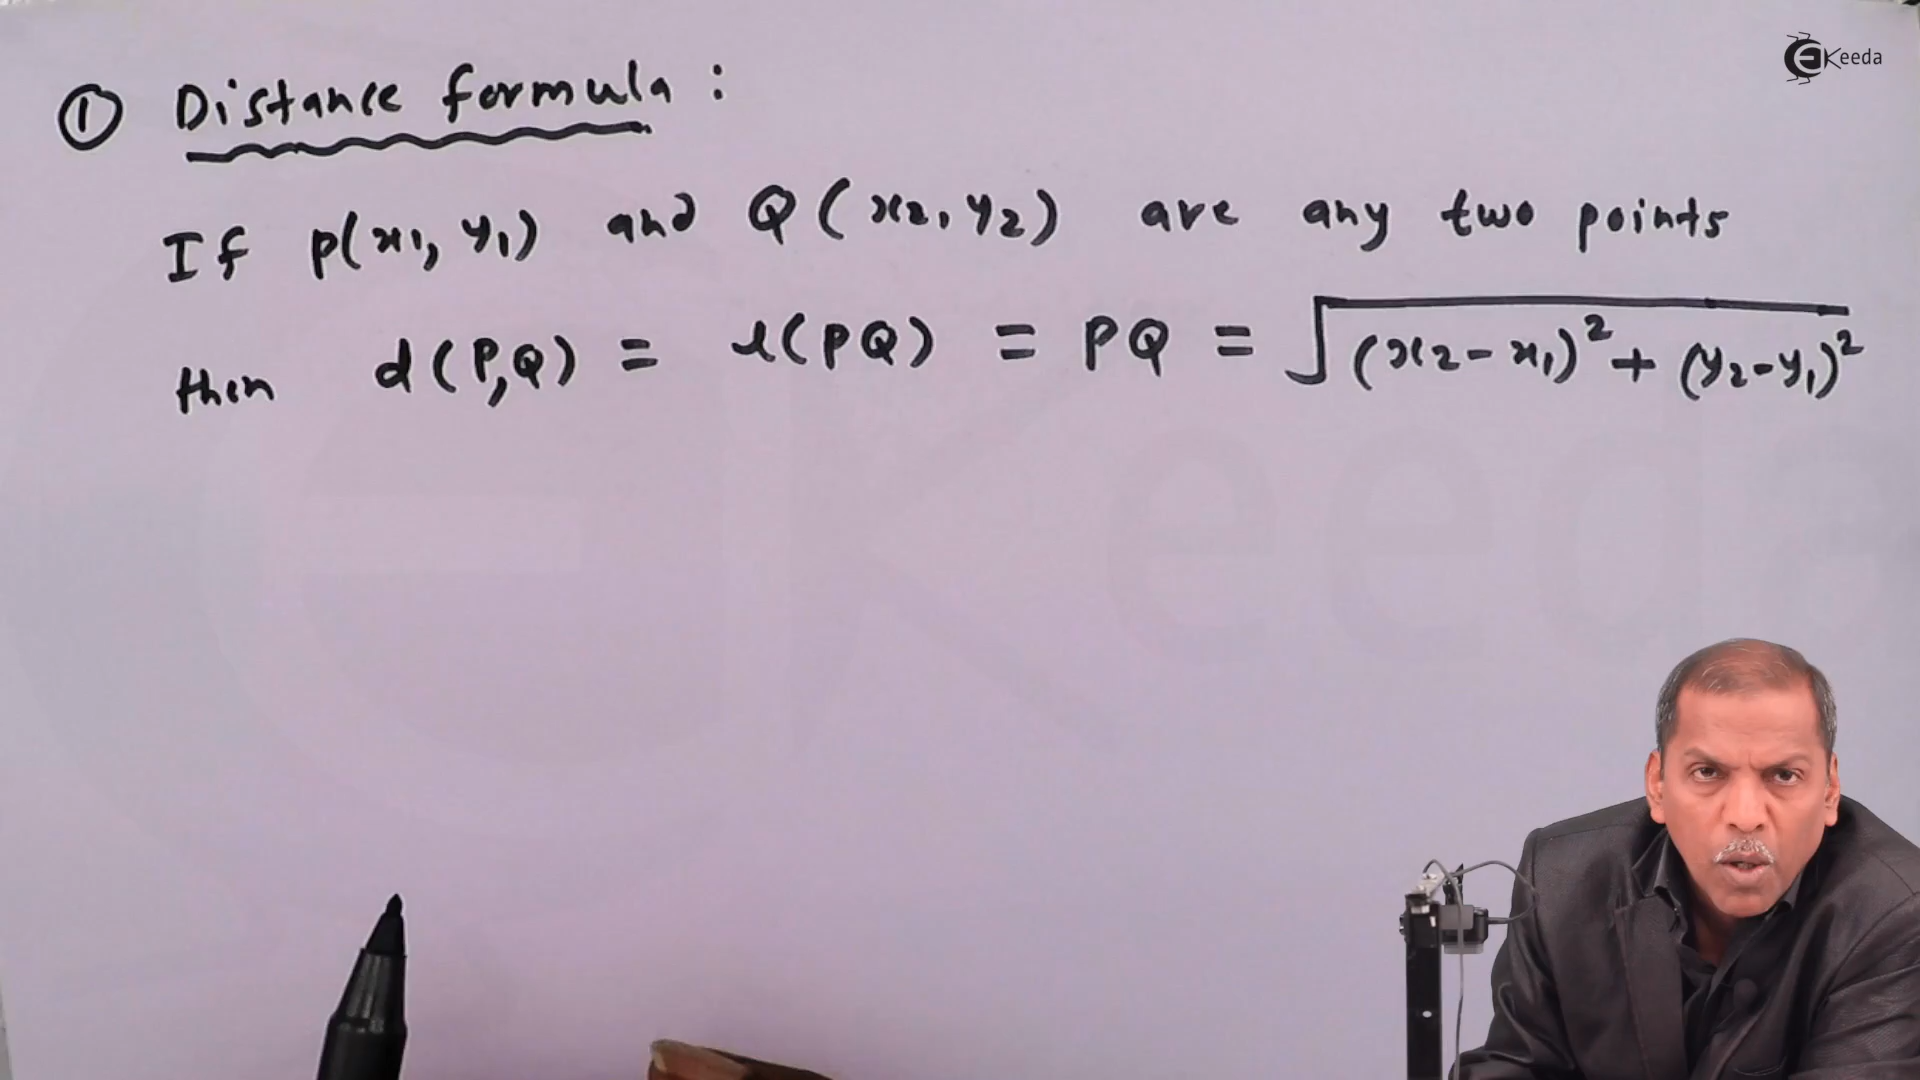 eKeeda
① Distance formula :
If P(x1, y1) and Q(x2, y2) are any two points
then d(P,Q) = l(PQ) = PQ = √(x2-x1)² + (y2-y1)²
eKeeda